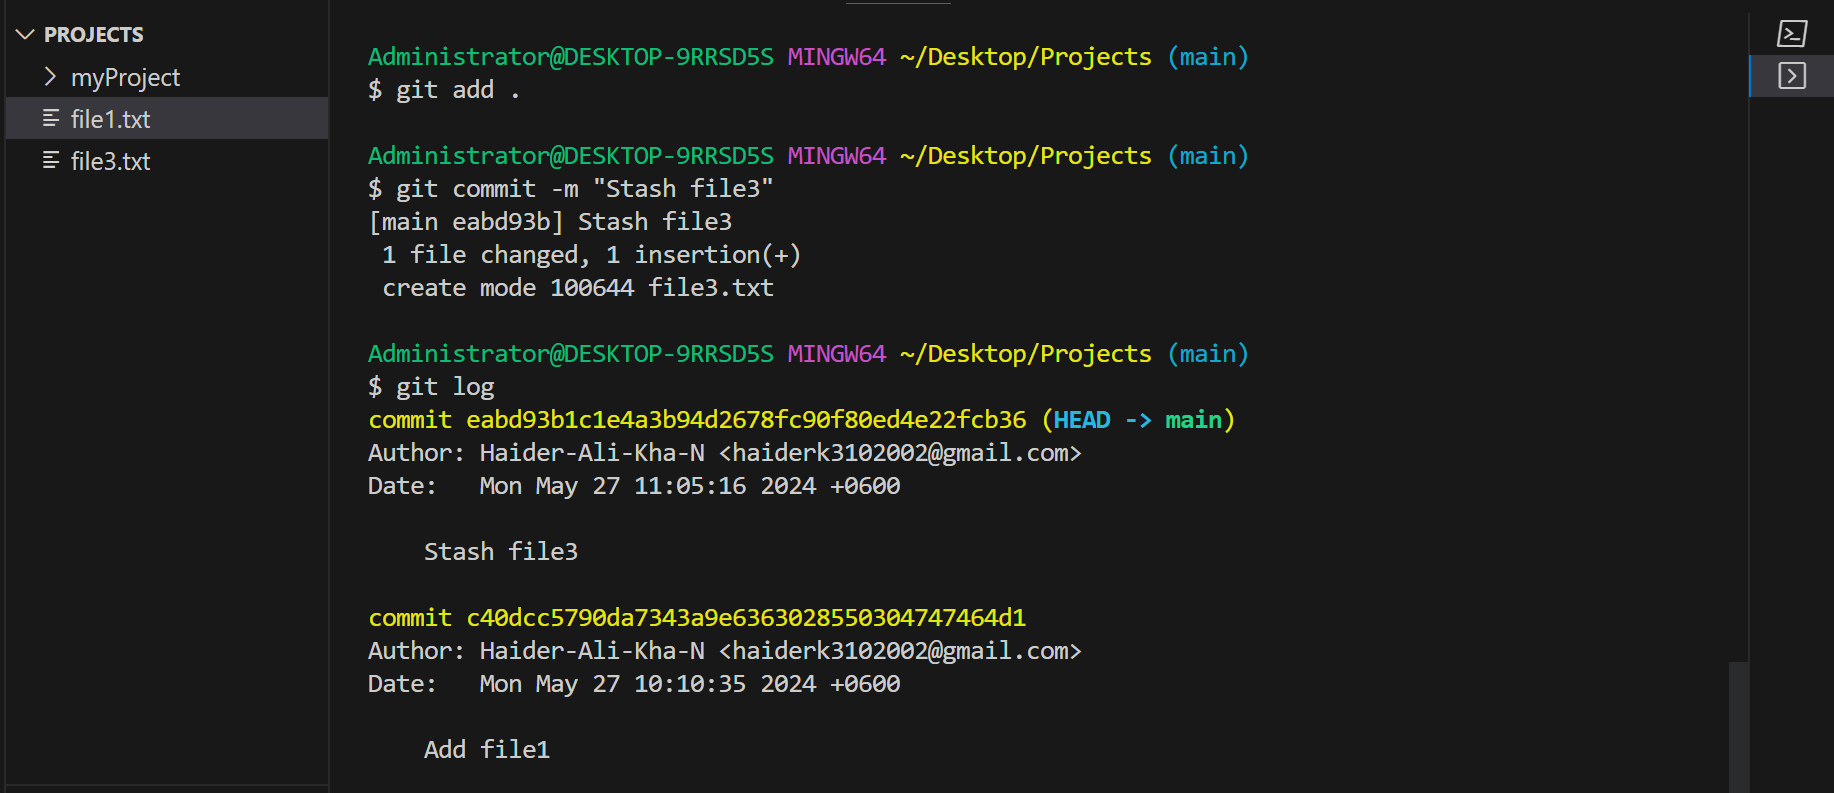 PROJECTS
myProject
file1.txt
file3.txt
Administrator@DESKTOP-9RRSD5S MINGW64 ~/Desktop/Projects (main)
$ git add .
Administrator@DESKTOP-9RRSD5S MINGW64 ~/Desktop/Projects (main)
$ git commit -m "Stash file3"
[main eabd93b] Stash file3
 1 file changed, 1 insertion(+)
 create mode 100644 file3.txt
Administrator@DESKTOP-9RRSD5S MINGW64 ~/Desktop/Projects (main)
$ git log
commit eabd93b1c1e4a3b94d2678fc90f80ed4e22fcb36 (HEAD -> main)
Author: Haider-Ali-Kha-N <haiderk3102002@gmail.com>
Date:   Mon May 27 11:05:16 2024 +0600
    Stash file3
commit c40dcc5790da7343a9e6363028550304747464d1
Author: Haider-Ali-Kha-N <haiderk3102002@gmail.com>
Date:   Mon May 27 10:10:35 2024 +0600
    Add file1